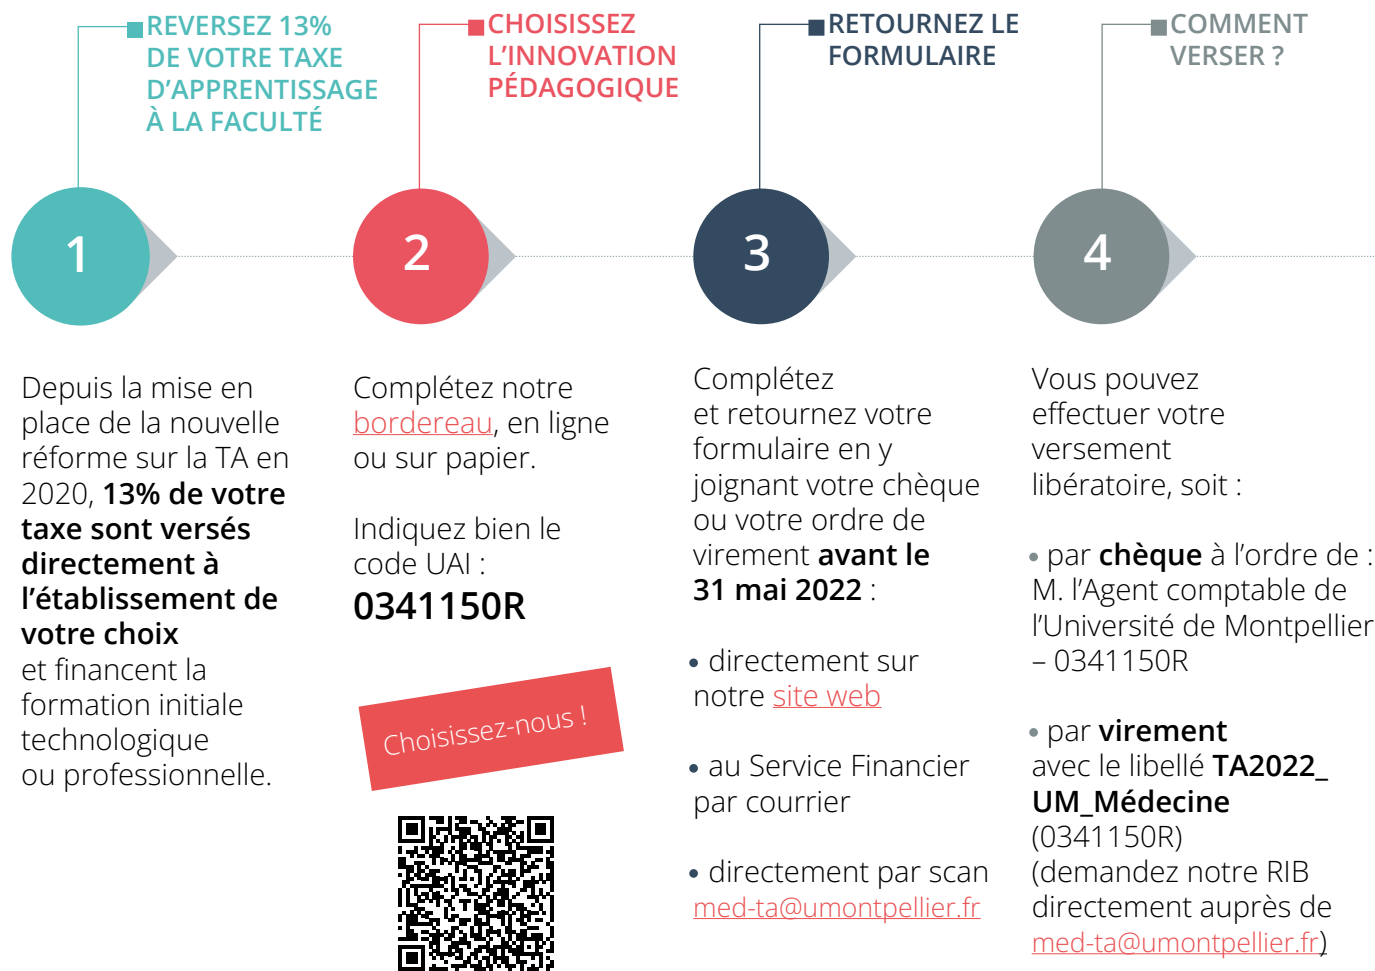 REVERSEZ 13%
DE VOTRE TAXE
D'APPRENTISSAGE
À LA FACULTÉ
1
Depuis la mise en
place de la nouvelle
réforme sur la TA en
2020, 13% de votre
taxe sont versés
directement à
l'établissement de
votre choix
et financent la
formation initiale
technologique
ou professionnelle.
CHOISISSEZ
L'INNOVATION
PÉDAGOGIQUE
2
Complétez notre
bordereau, en ligne
ou sur papier.
Indiquez bien le
code UAI :
0341150R
Choisissez-nous !
RETOURNEZ LE
FORMULAIRE
3
Complétez
et retournez votre
formulaire en y
joignant votre chèque
ou votre ordre de
virement avant le
31 mai 2022 :
• directement sur
notre site web
• au Service Financier
par courrier
• directement par scan
med-ta@umontpellier.fr
COMMENT
VERSER ?
4
Vous pouvez
effectuer votre
versement
libératoire, soit :
• par chèque à l'ordre de :
M. l'Agent comptable de
l'Université de Montpellier
– 0341150R
• par virement
avec le libellé TA2022_
UM_Médecine
(0341150R)
(demandez notre RIB
directement auprès de
med-ta@umontpellier.fr)